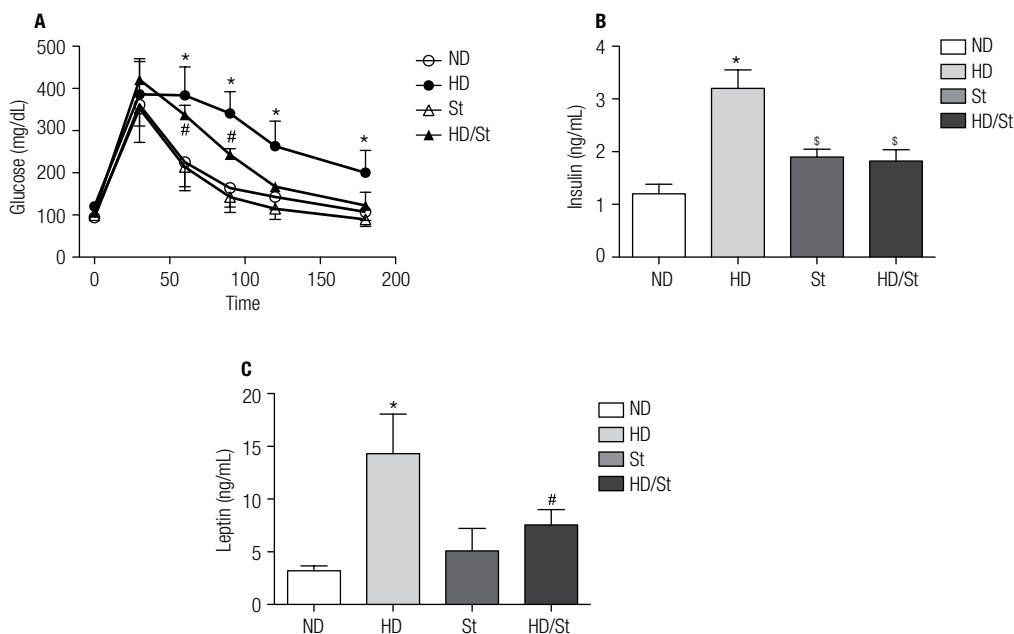 A
500
400
300
200
100
0
Glucose (mg/dL)
* * * *
# #
0 50 100 150 200
Time
ND
HD
St
HD/St
B
4
3
2
1
0
Insulin (ng/mL)
*
$ $
ND HD St HD/St
ND
HD
St
HD/St
C
20
15
10
5
0
Leptin (ng/mL)
*
#
ND HD St HD/St
ND
HD
St
HD/St